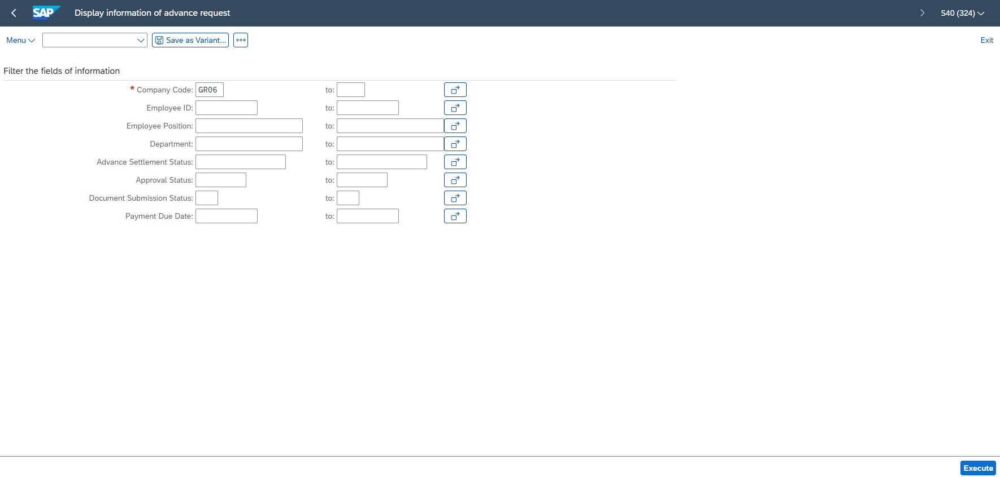 SAP Display information of advance request S40 (324)
Menu Save as Variant... Exit
Filter the fields of information
* Company Code: GR06 to:
Employee ID: to:
Employee Position: to:
Department: to:
Advance Settlement Status: to:
Approval Status: to:
Document Submission Status: to:
Payment Due Date: to:
Execute